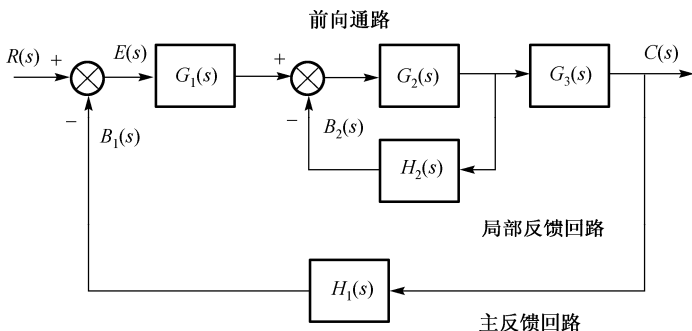 前向通路
R(s)
+
E(s)
G₁(s)
+
G₂(s)
G₃(s)
C(s)
−
B₁(s)
−
B₂(s)
H₂(s)
局部反馈回路
H₁(s)
主反馈回路